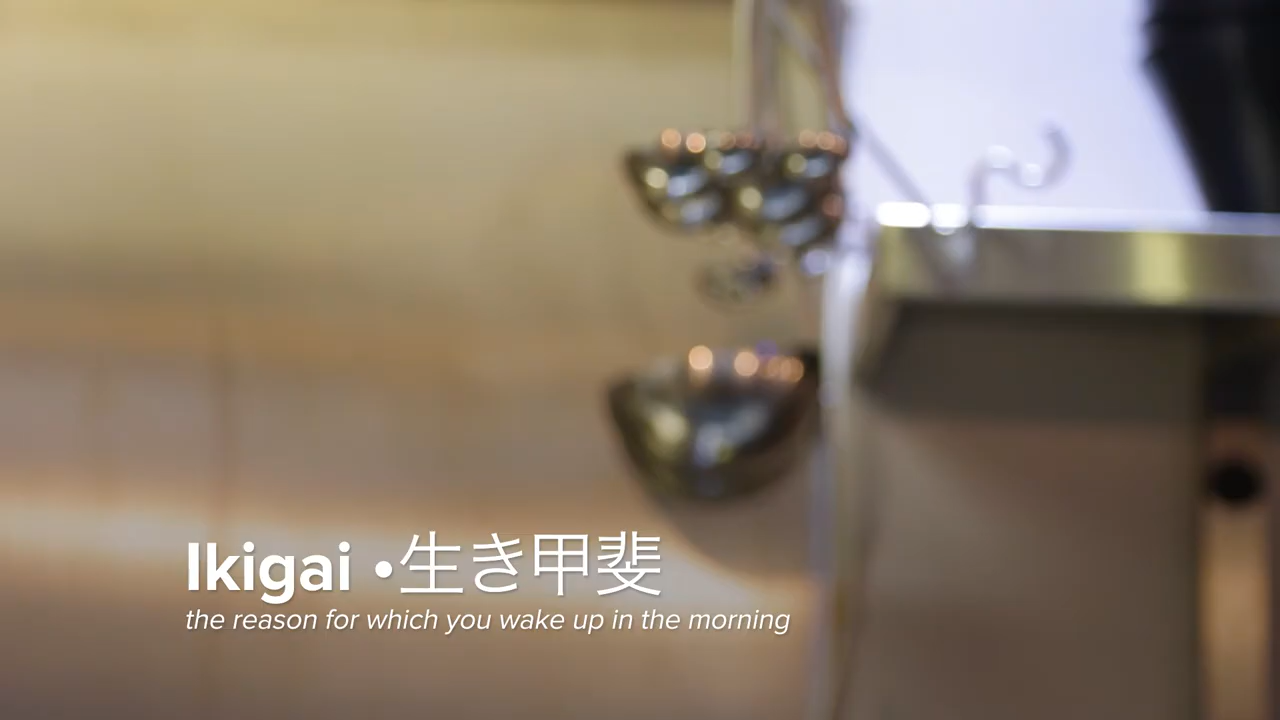 Ikigai •生き甲斐
the reason for which you wake up in the morning